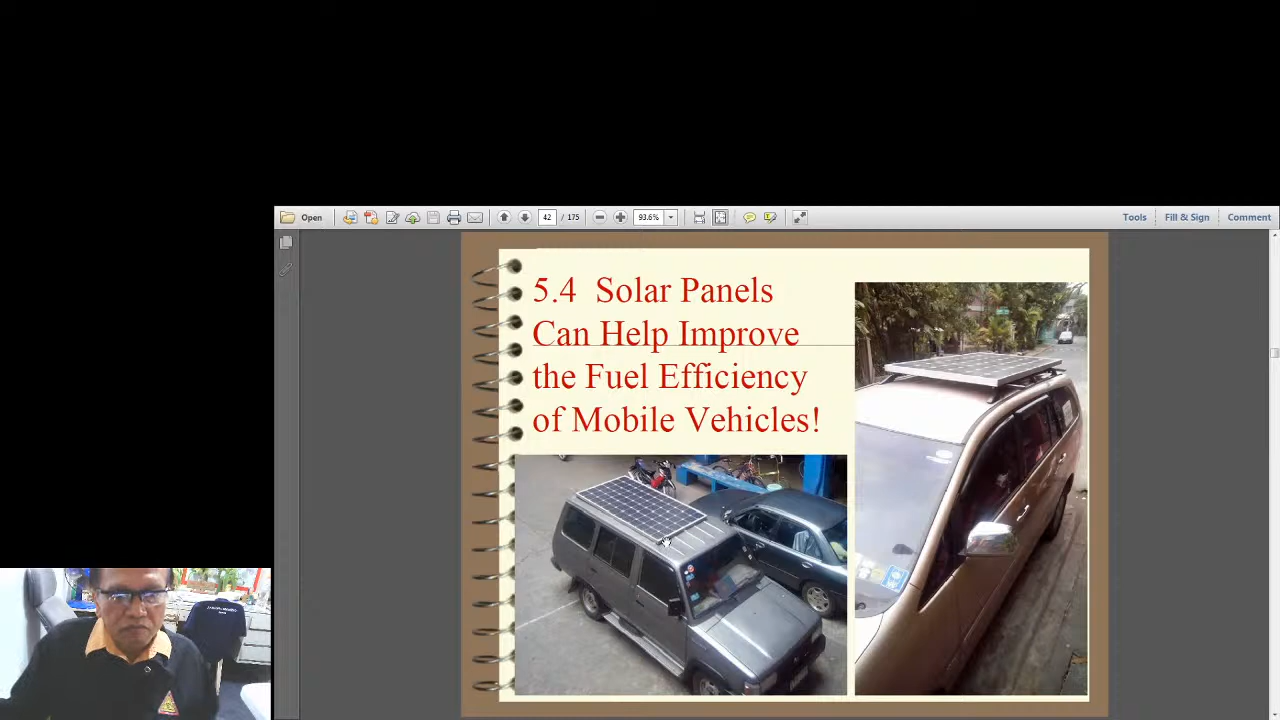 Open
42 / 175
93.6%
Tools
Fill & Sign
Comment
5.4 Solar Panels
Can Help Improve
the Fuel Efficiency
of Mobile Vehicles!